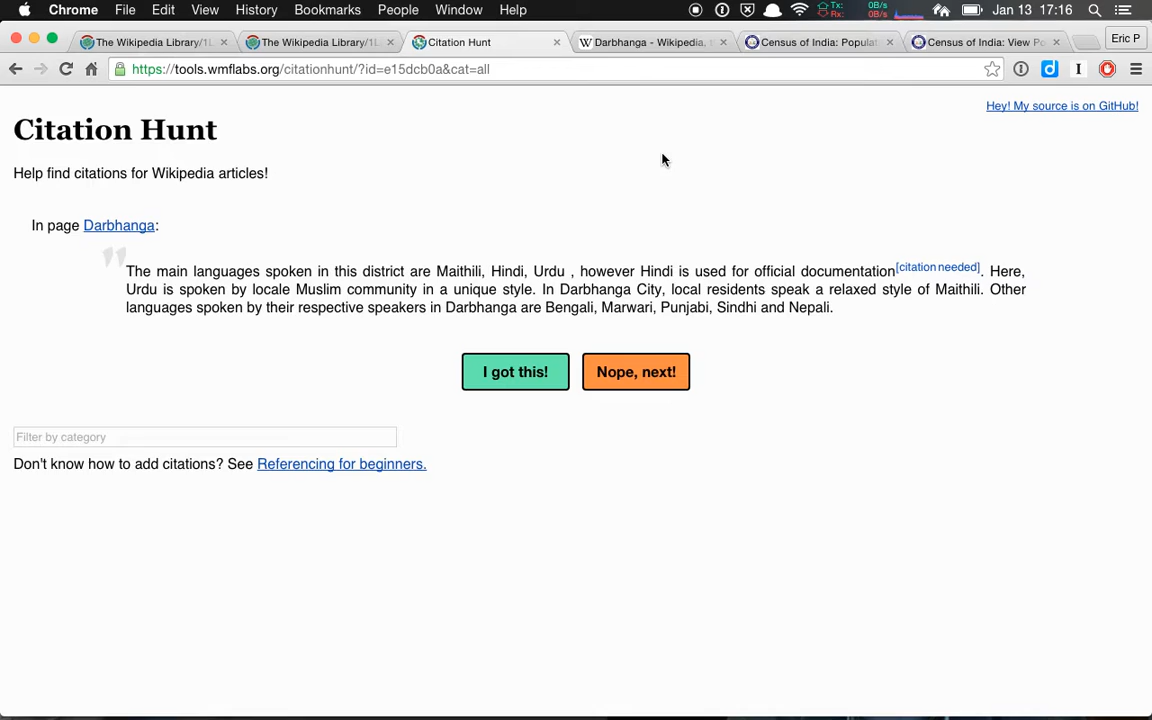 Chrome File Edit View History Bookmarks People Window Help Tx: 0B/s Rx: 0B/s Jan 13 17:16
The Wikipedia Library/1L Citation Hunt Darbhanga - Wikipedia, t Census of India: Populat Census of India: View Po Eric P
The Wikipedia Library/1L
https://tools.wmflabs.org/citationhunt/?id=e15dcb0a&cat=all
Hey! My source is on GitHub!
Citation Hunt
Help find citations for Wikipedia articles!
In page Darbhanga:
The main languages spoken in this district are Maithili, Hindi, Urdu , however Hindi is used for official documentation[citation needed]. Here,
Urdu is spoken by locale Muslim community in a unique style. In Darbhanga City, local residents speak a relaxed style of Maithili. Other
languages spoken by their respective speakers in Darbhanga are Bengali, Marwari, Punjabi, Sindhi and Nepali.
I got this! Nope, next!
Filter by category
Don't know how to add citations? See Referencing for beginners.